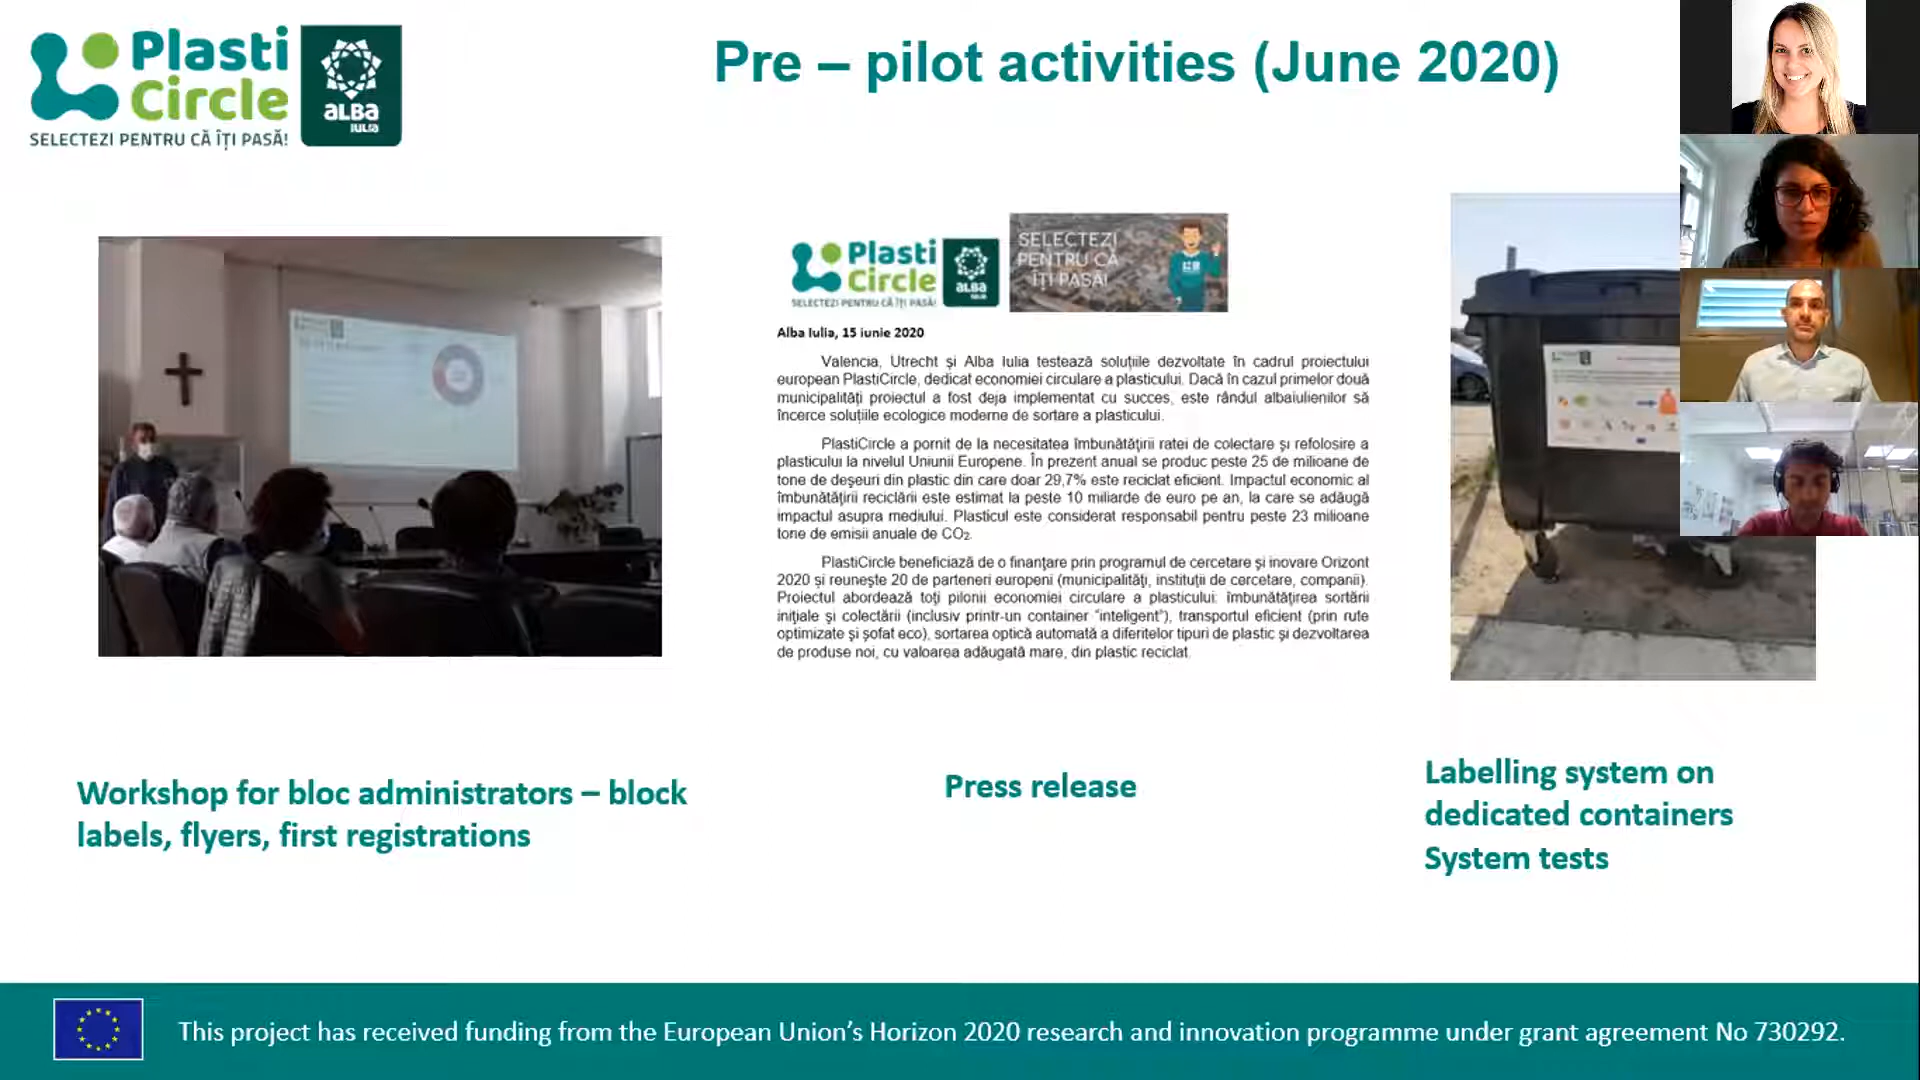 Plasti
Circle
SELECTEZI PENTRU CĂ ÎȚI PASĂ!
ALBA
IULIA
Pre – pilot activities (June 2020)
Plasti
Circle
SELECTEZI PENTRU CĂ ÎȚI PASĂ!
ALBA
IULIA
SELECTEZI
PENTRU CĂ
ÎȚI PASĂ!
Alba Iulia, 15 iunie 2020
Valencia, Utrecht și Alba Iulia testează soluțiile dezvoltate în cadrul proiectului
european PlastiCircle, dedicat economiei circulare a plasticului. Dacă în cazul primelor două
municipalități proiectul a fost deja implementat cu succes, este rândul albaiulienilor să
încerce soluțiile ecologice moderne de sortare a plasticului.
PlastiCircle a pornit de la necesitatea îmbunătățirii ratei de colectare și refolosire a
plasticului la nivelul Uniunii Europene. În prezent anual se produc peste 25 de milioane de
tone de deșeuri din plastic din care doar 29,7% este reciclat eficient. Impactul economic al
îmbunătățirii reciclării este estimat la peste 10 miliarde de euro pe an, la care se adăugă
impactul asupra mediului. Plasticul este considerat responsabil pentru peste 23 milioane
tone de emisii anuale de CO₂.
PlastiCircle beneficiază de o finanțare prin programul de cercetare și inovare Orizont
2020 și reunește 20 de parteneri europeni (municipalități, instituții de cercetare, companii).
Proiectul abordează toți pilonii economiei circulare a plasticului: îmbunătățirea sortării
inițiale și colectării (inclusiv printr-un container “inteligent”), transportul eficient (prin rute
optimizate și șofat eco), sortarea optică automată a diferitelor tipuri de plastic și dezvoltarea
de produse noi, cu valoarea adăugată mare, din plastic reciclat.
Workshop for bloc administrators – block
labels, flyers, first registrations
Press release
Labelling system on
dedicated containers
System tests
This project has received funding from the European Union’s Horizon 2020 research and innovation programme under grant agreement No 730292.